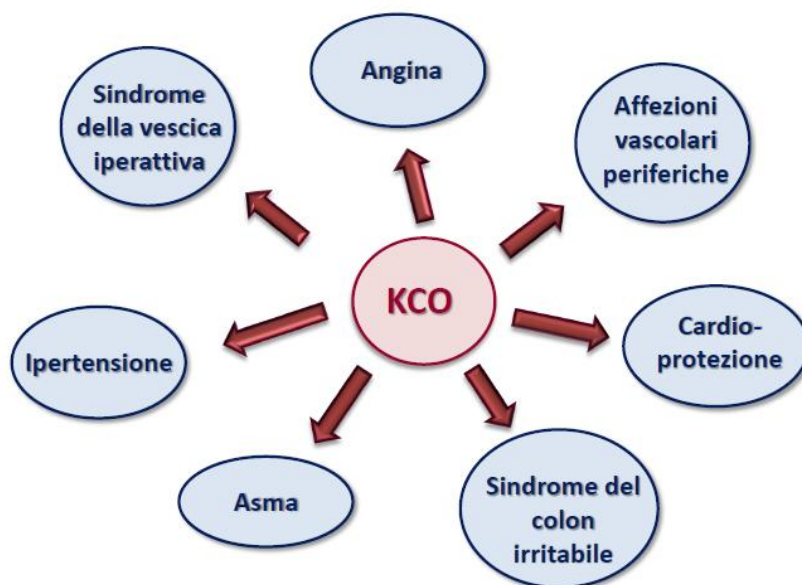 Angina
Sindrome
della vescica
iperattiva
Affezioni
vascolari
periferiche
KCO
Ipertensione
Cardio-
protezione
Asma
Sindrome del
colon
irritabile